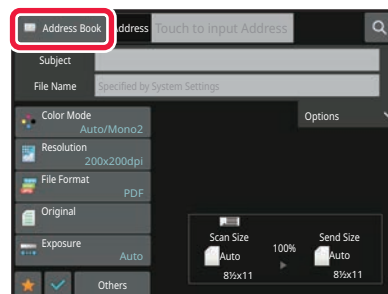 Address Book Address Touch to input Address
Subject
File Name Specified by System Settings
Color Mode
Auto/Mono2
Options
Resolution
200x200dpi
File Format
PDF
Original
Scan Size 100% Send Size
Auto Auto
8½x11 8½x11
Exposure
Auto
Others